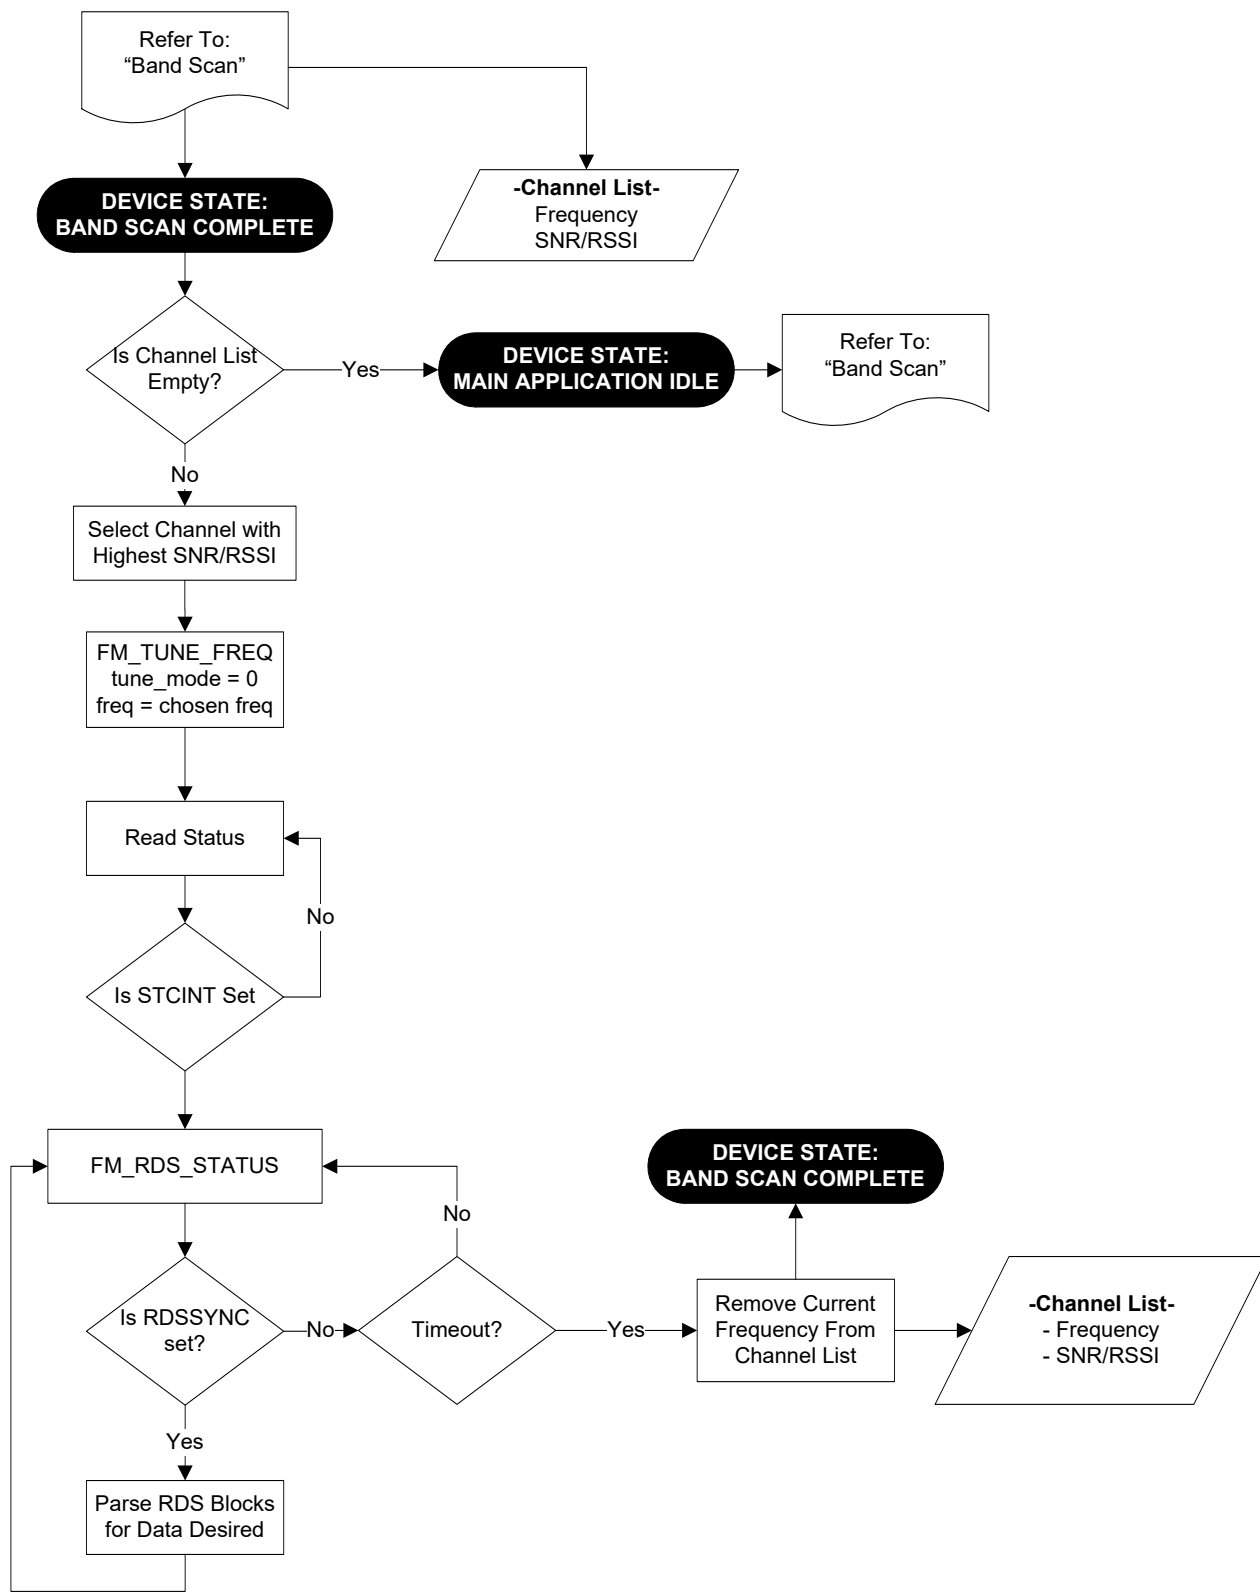 Refer To:
“Band Scan”
DEVICE STATE:
BAND SCAN COMPLETE
-Channel List-
Frequency
SNR/RSSI
Is Channel List
Empty?
Yes
DEVICE STATE:
MAIN APPLICATION IDLE
Refer To:
“Band Scan”
No
Select Channel with
Highest SNR/RSSI
FM_TUNE_FREQ
tune_mode = 0
freq = chosen freq
Read Status
No
Is STCINT Set
FM_RDS_STATUS
DEVICE STATE:
BAND SCAN COMPLETE
No
Is RDSSYNC
set?
No
Timeout?
Yes
Remove Current
Frequency From
Channel List
-Channel List-
- Frequency
- SNR/RSSI
Yes
Parse RDS Blocks
for Data Desired